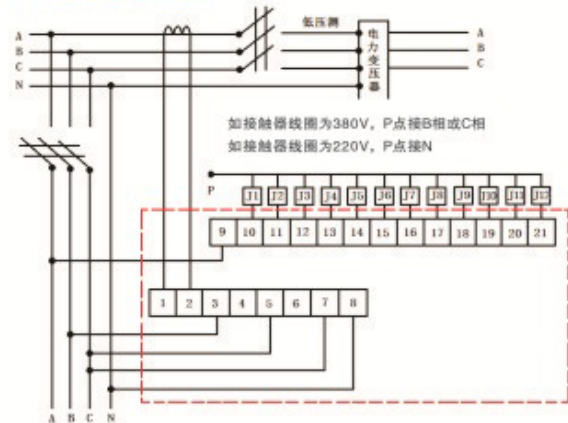 A
B
C
N
低压测
电力变压器
A
B
C
如接触器线圈为380V，P点接B相或C相
如接触器线圈为220V，P点接N
P
J1 J2 J3 J4 J5 J6 J7 J8 J9 J10 J11 J12
9 10 11 12 13 14 15 16 17 18 19 20 21
1 2 3 4 5 6 7 8
A B C N